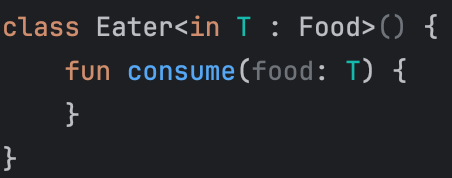 class Eater<in T : Food>() {
    fun consume(food: T) {
    }
}